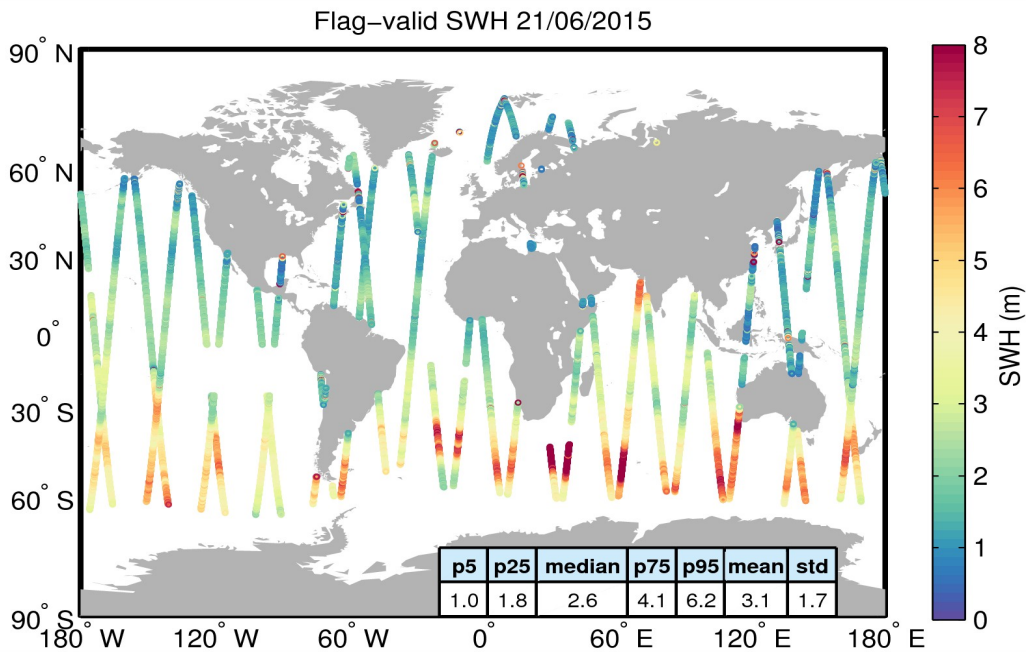 Flag−valid SWH 21/06/2015
90° N
60° N
30° N
0°
30° S
60° S
90° S
180° W
120° W
60° W
0°
60° E
120° E
180° E
p5 p25 median p75 p95 mean std
1.0 1.8 2.6 4.1 6.2 3.1 1.7
8
7
6
5
4
3
2
1
0
SWH (m)